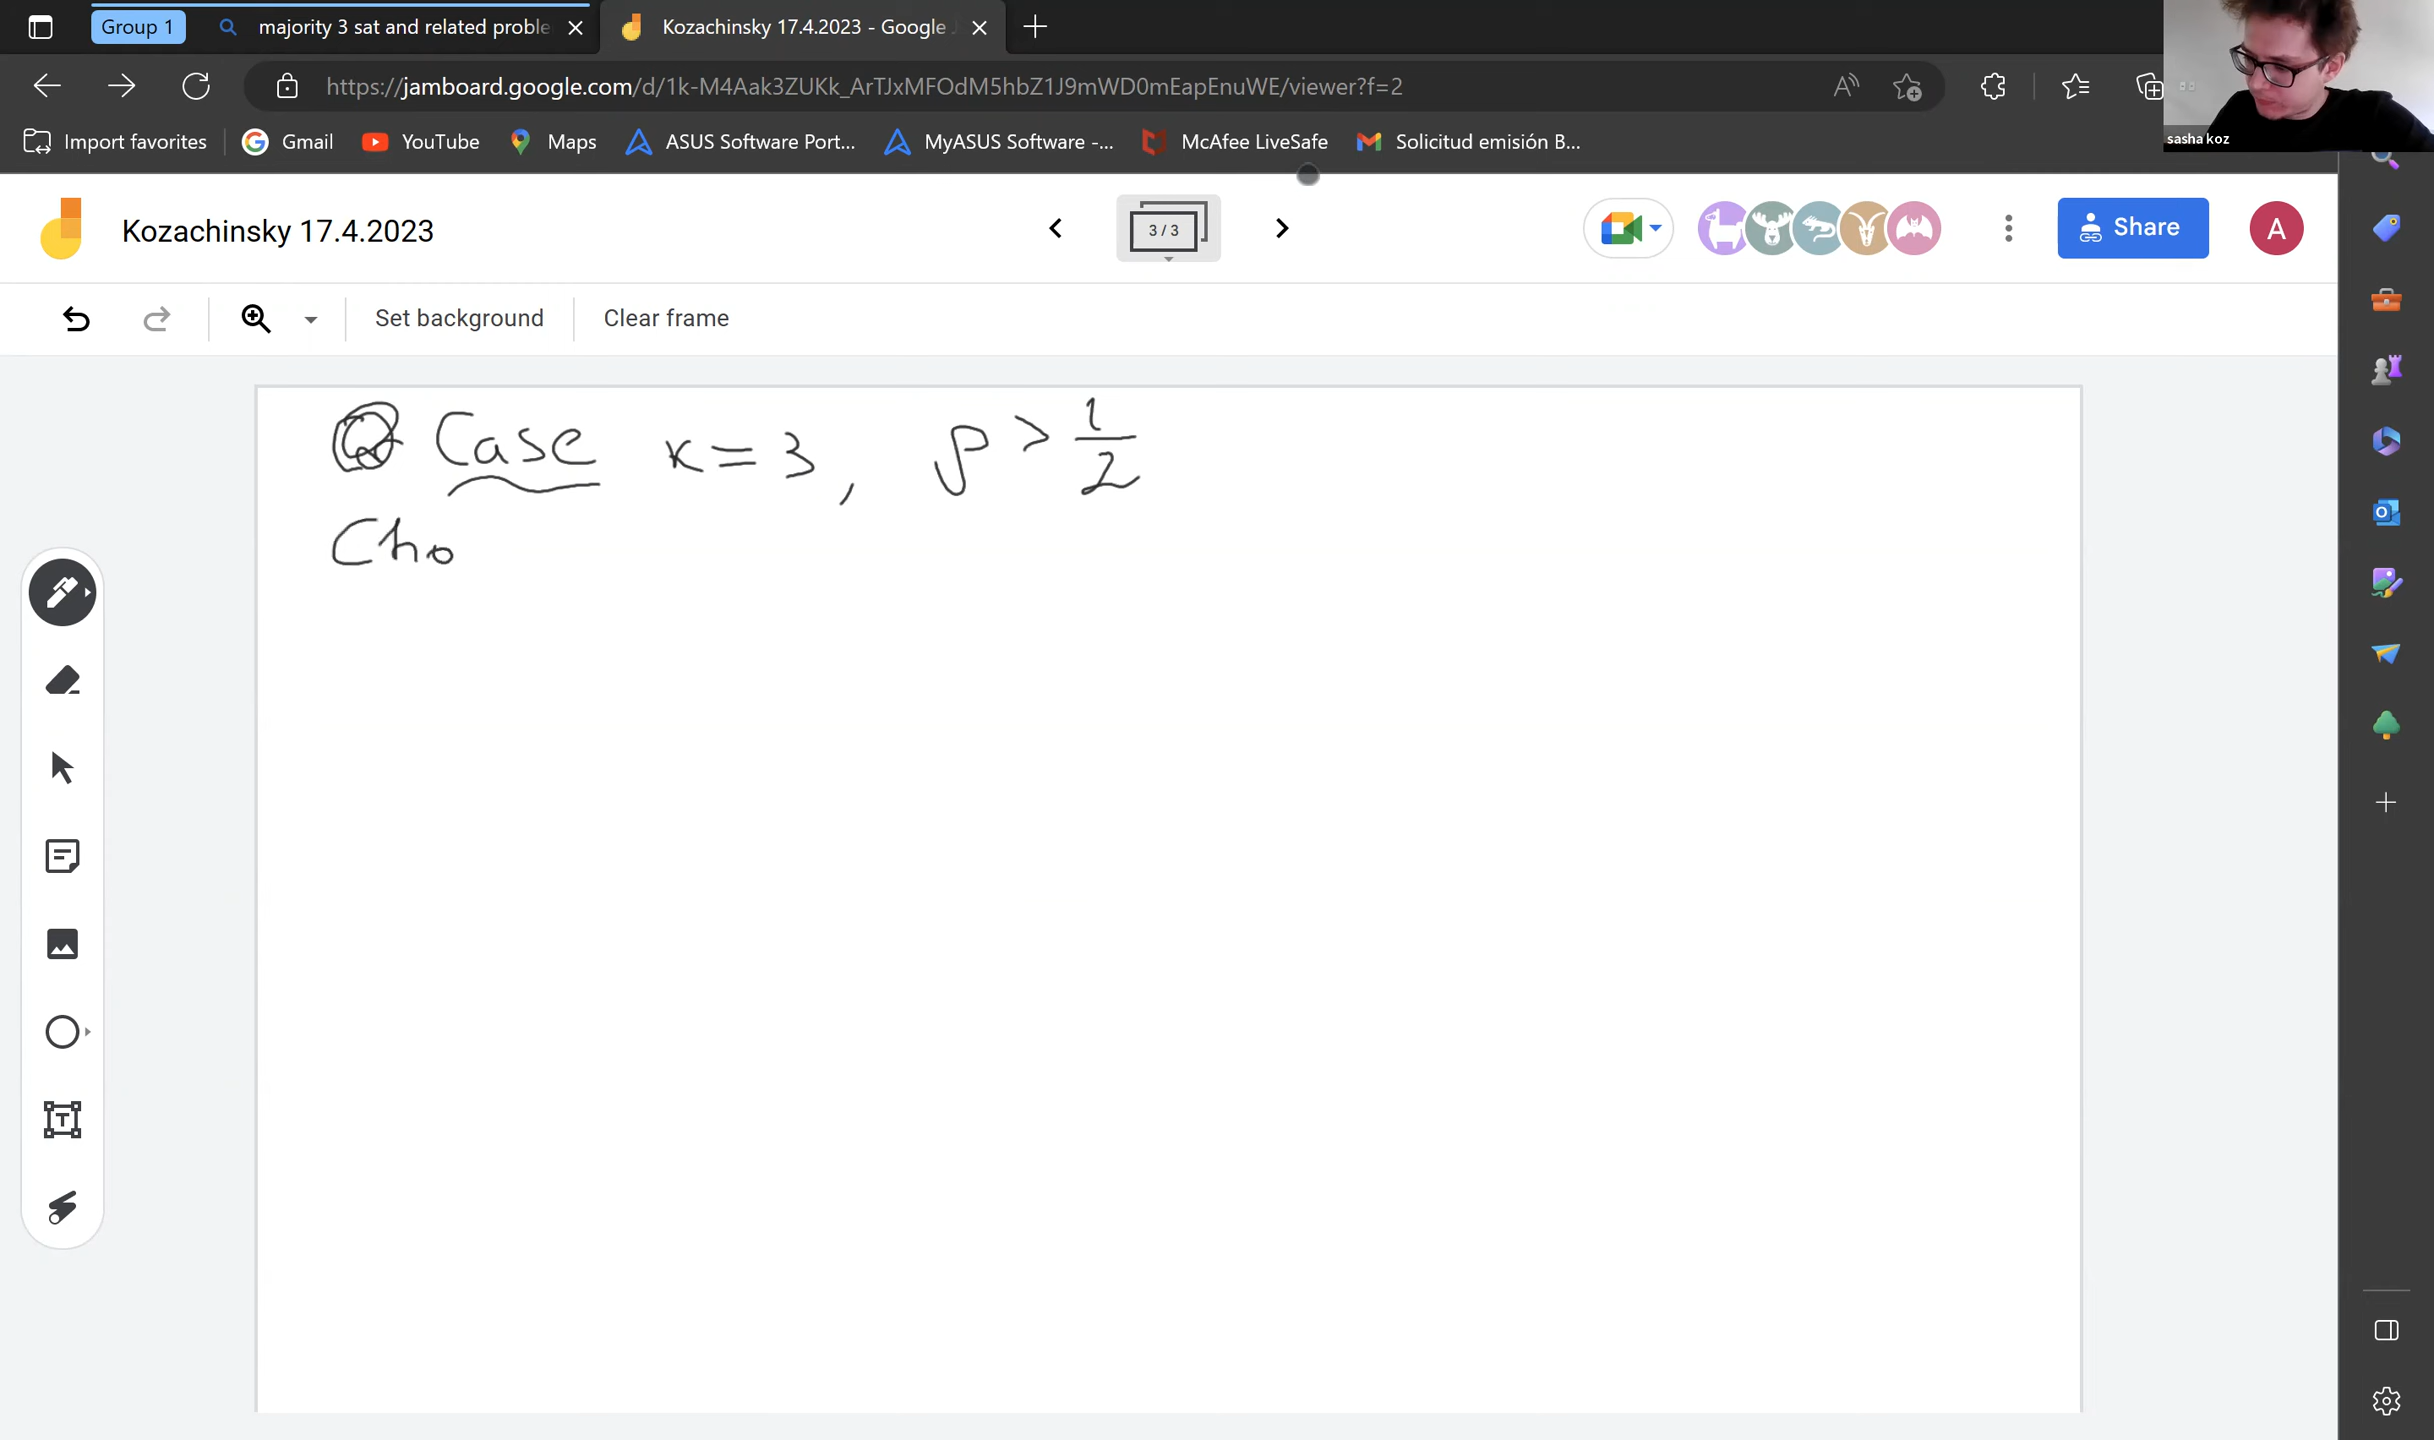 Group 1
majority 3 sat and related proble
Kozachinsky 17.4.2023 - Google
https://jamboard.google.com/d/1k-M4Aak3ZUKk_ArTJxMFOdM5hbZ1J9mWD0mEapEnuWE/viewer?f=2
sasha koz
Import favorites
Gmail
YouTube
Maps
ASUS Software Port...
MyASUS Software -...
McAfee LiveSafe
Solicitud emisión B...
Kozachinsky 17.4.2023
3 / 3
Share
A
Set background
Clear frame
Case k = 3, ρ > 1/2
Cho